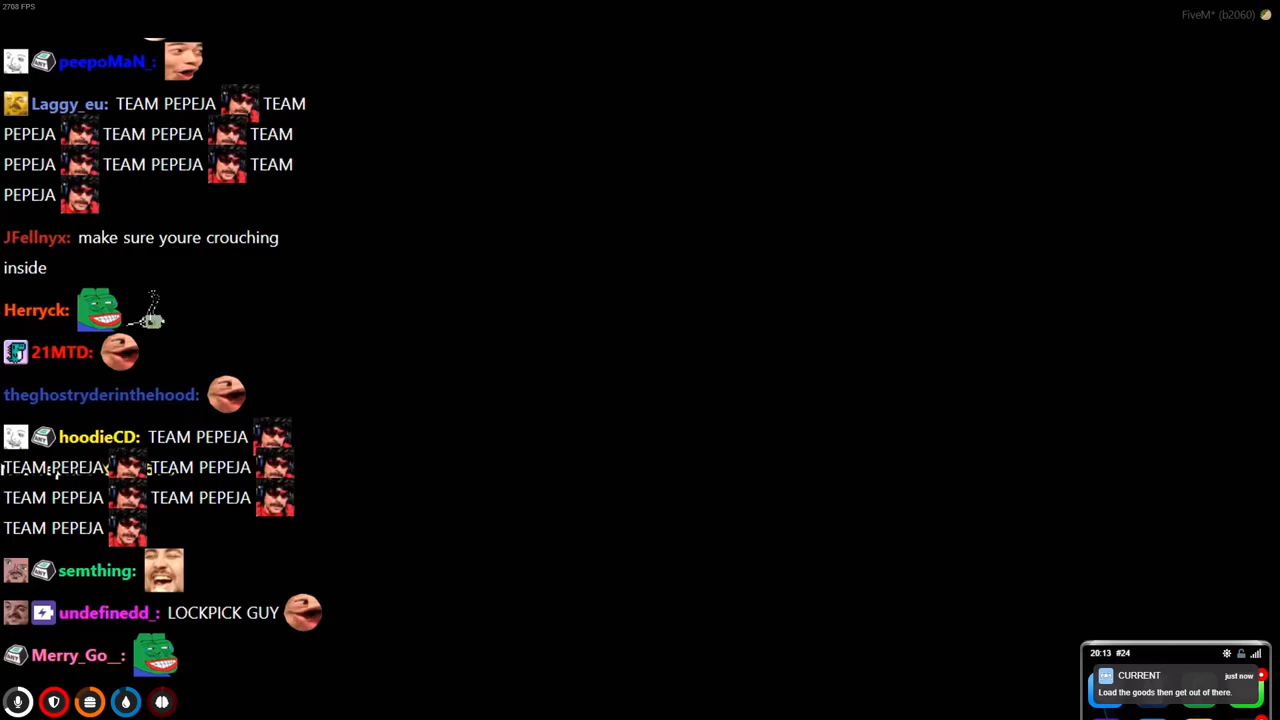 2708 FPS
FiveM* (b2060)
peepoMaN_:
Laggy_eu: TEAM PEPEJA TEAM
PEPEJA TEAM PEPEJA TEAM
PEPEJA TEAM PEPEJA TEAM
PEPEJA
JFellnyx: make sure youre crouching
inside
Herryck:
21MTD:
theghostryderinthehood:
hoodieCD: TEAM PEPEJA
TEAM PEPEJA TEAM PEPEJA
TEAM PEPEJA TEAM PEPEJA
TEAM PEPEJA
semthing:
undefinedd_: LOCKPICK GUY
Merry_Go__:
20:13 #24
CURRENT just now
Load the goods then get out of there.